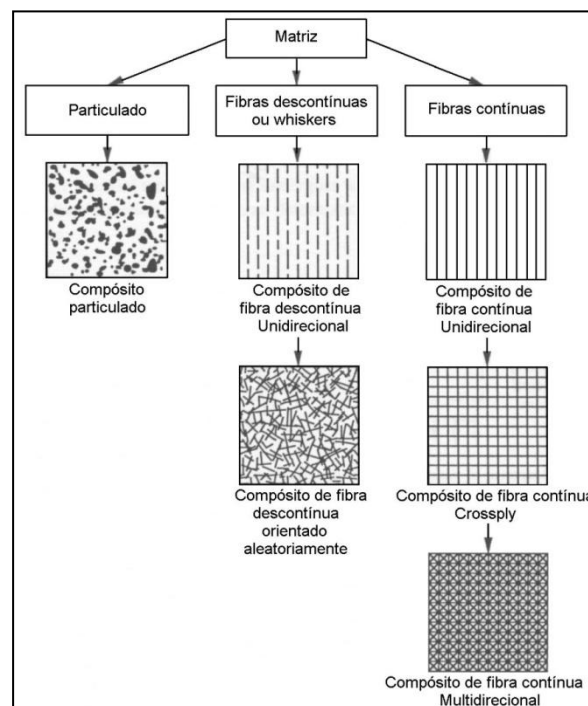 Matriz
Particulado
Fibras descontínuas
ou whiskers
Fibras contínuas
Compósito
particulado
Compósito de
fibra descontínua
Unidirecional
Compósito de
fibra contínua
Unidirecional
Compósito de fibra
descontínua
orientado
aleatoriamente
Compósito de fibra contínua
Crossply
Compósito de fibra contínua
Multidirecional